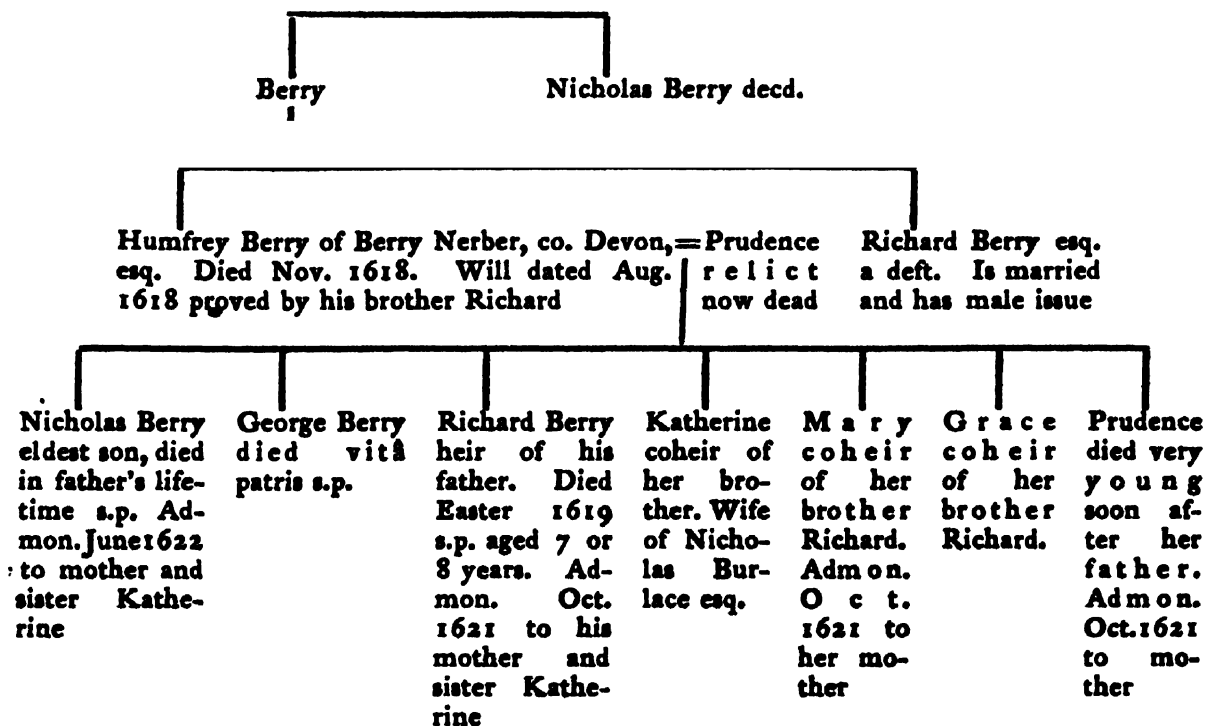 Berry
Nicholas Berry decd.
Humfrey Berry of Berry Nerber, co. Devon,=
esq. Died Nov. 1618. Will dated Aug.
1618 proved by his brother Richard
Prudence
relict
now dead
Richard Berry esq.
a deft. Is married
and has male issue
Nicholas Berry
eldest son, died
in father's life-
time s.p. Ad-
mon. June 1622
to mother and
sister Kathe-
rine
George Berry
died vitâ
patris s.p.
Richard Berry
heir of his
father. Died
Easter 1619
s.p. aged 7 or
8 years. Ad-
mon. Oct.
1621 to his
mother and
sister Kathe-
rine
Katherine
coheir of
her bro-
ther. Wife
of Nicho-
las Bur-
lace esq.
Mary
coheir
of her
brother
Richard.
Admon.
Oct.
1621 to
her mo-
ther
Grace
coheir
of her
brother
Richard.
Prudence
died very
young
soon af-
ter her
father.
Admon.
Oct. 1621
to mo-
ther